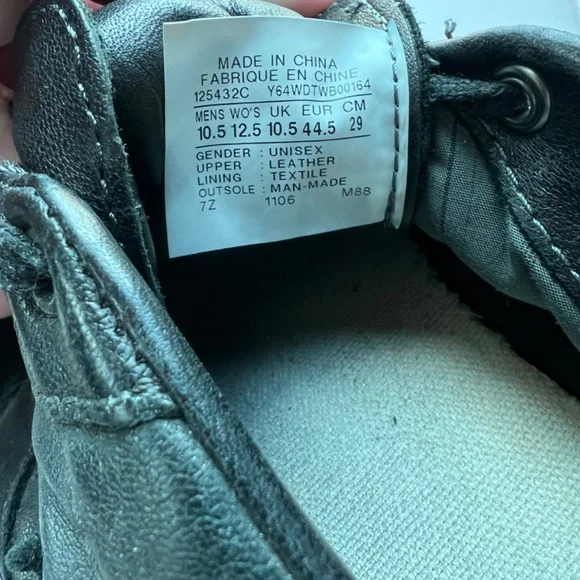 MADE IN CHINA
FABRIQUE EN CHINE
125432C Y64WDTWB00164
MENS WO'S UK EUR CM
10.5 12.5 10.5 44.5 29
GENDER : UNISEX
UPPER : LEATHER
LINING : TEXTILE
OUTSOLE : MAN-MADE
7Z 1106 M88